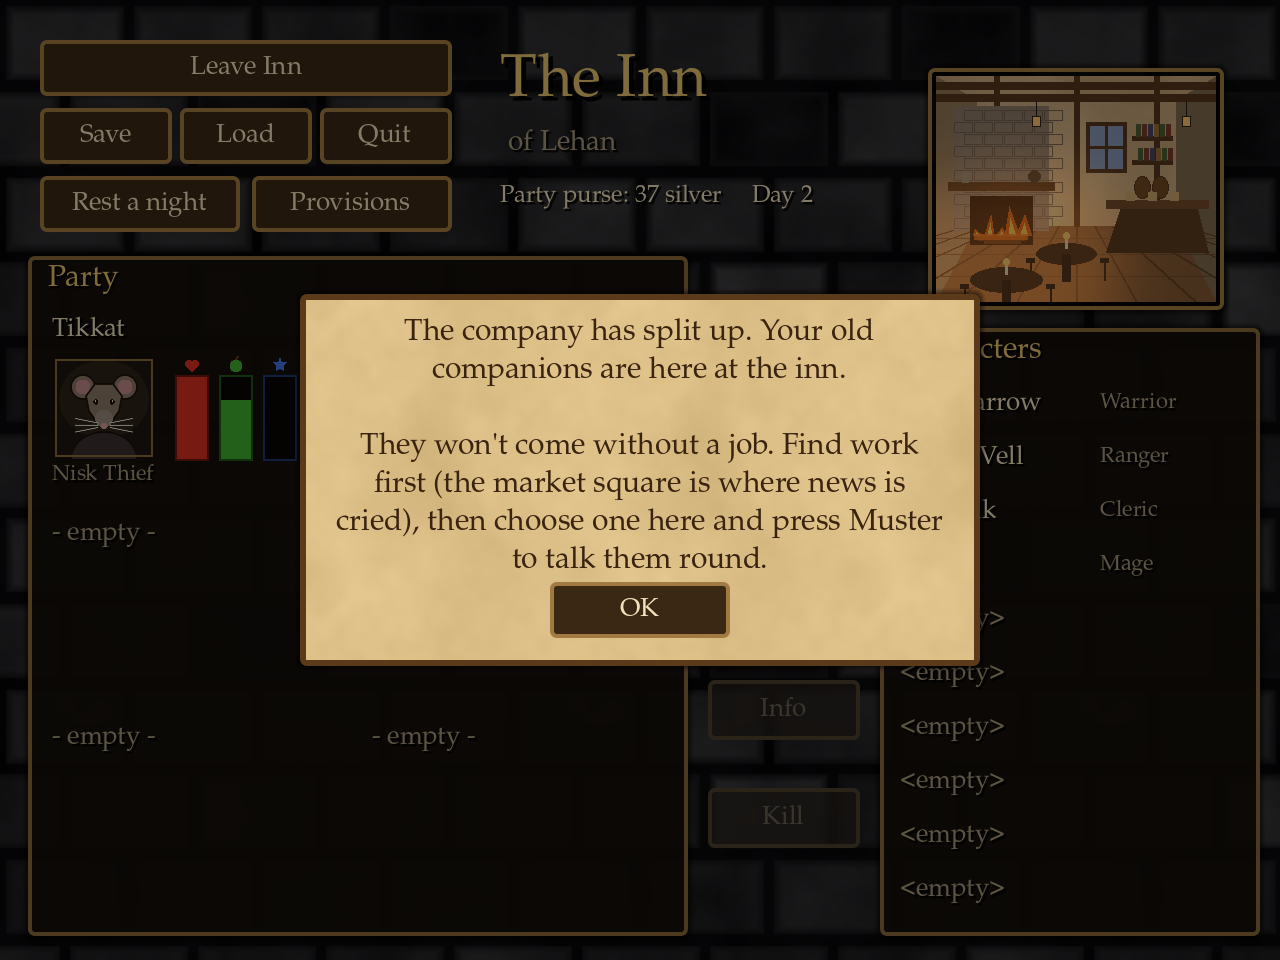 Leave Inn
Save
Load
Quit
Rest a night
Provisions
The Inn
of Lehan
Party purse: 37 silver
Day 2
Party
Tikkat
Nisk Thief
- empty -
- empty -
- empty -
The company has split up. Your old
companions are here at the inn.
They won't come without a job. Find work
first (the market square is where news is
cried), then choose one here and press Muster
to talk them round.
OK
Info
Kill
Warrior
Vell
Ranger
Cleric
Mage
<empty>
<empty>
<empty>
<empty>
<empty>